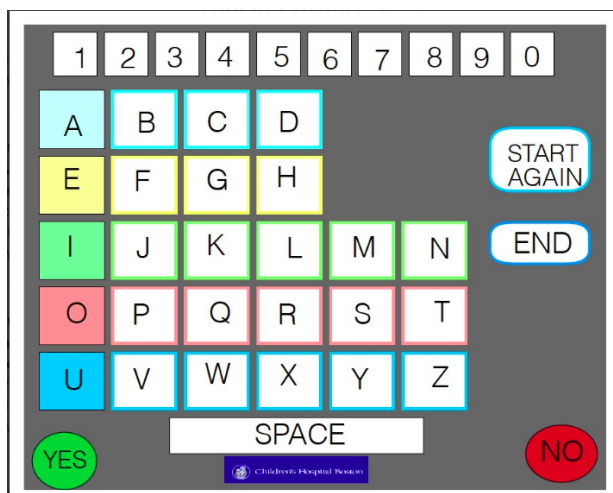 1 2 3 4 5 6 7 8 9 0
A B C D
START
AGAIN
E F G H
I J K L M N
END
O P Q R S T
U V W X Y Z
SPACE
YES
NO
Children's Hospital Boston